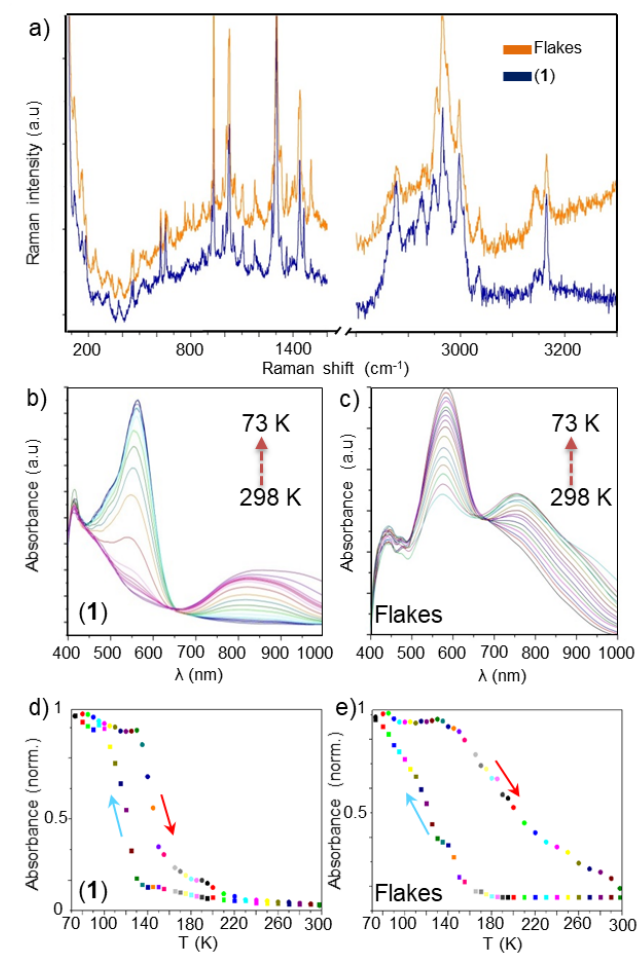 a)
Flakes
(1)
Raman intensity (a.u)
200 800 1400 3000 3200
Raman shift (cm-1)
b)
73 K
298 K
(1)
Absorbance (a.u)
400 500 600 700 800 900 1000
λ (nm)
c)
73 K
298 K
Flakes
Absorbance (a.u)
400 500 600 700 800 900 1000
λ (nm)
d)
1
0.5
0
Absorbance (norm.)
(1)
70 100 140 180 220 260 300
T (K)
e)
1
0.5
Absorbance (norm.)
Flakes
70 100 140 180 220 260 300
T (K)